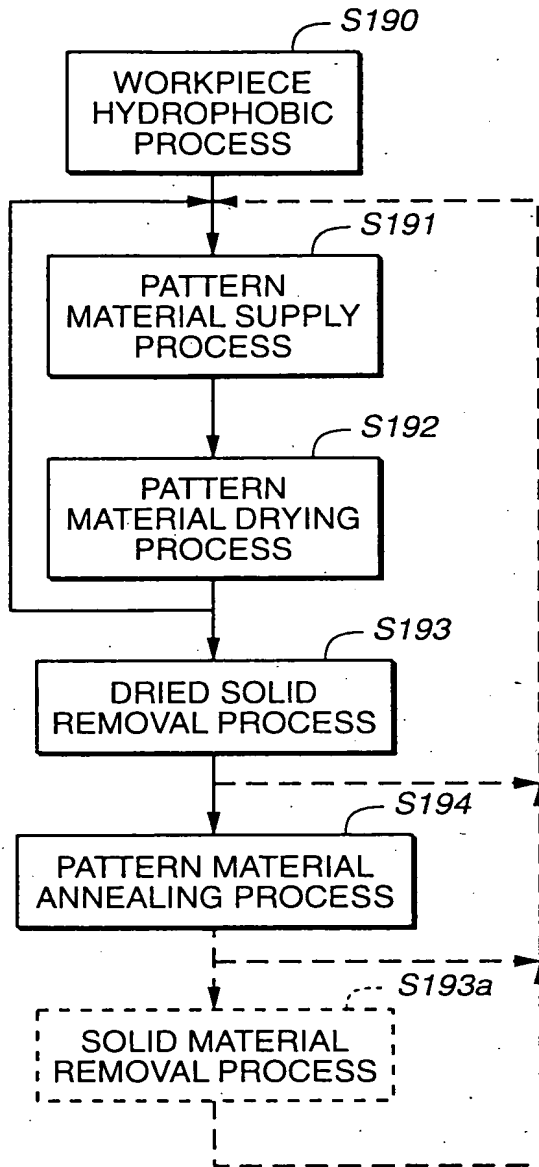 S190
WORKPIECE
HYDROPHOBIC
PROCESS
S191
PATTERN
MATERIAL SUPPLY
PROCESS
S192
PATTERN
MATERIAL DRYING
PROCESS
S193
DRIED SOLID
REMOVAL PROCESS
S194
PATTERN MATERIAL
ANNEALING PROCESS
S193a
SOLID MATERIAL
REMOVAL PROCESS